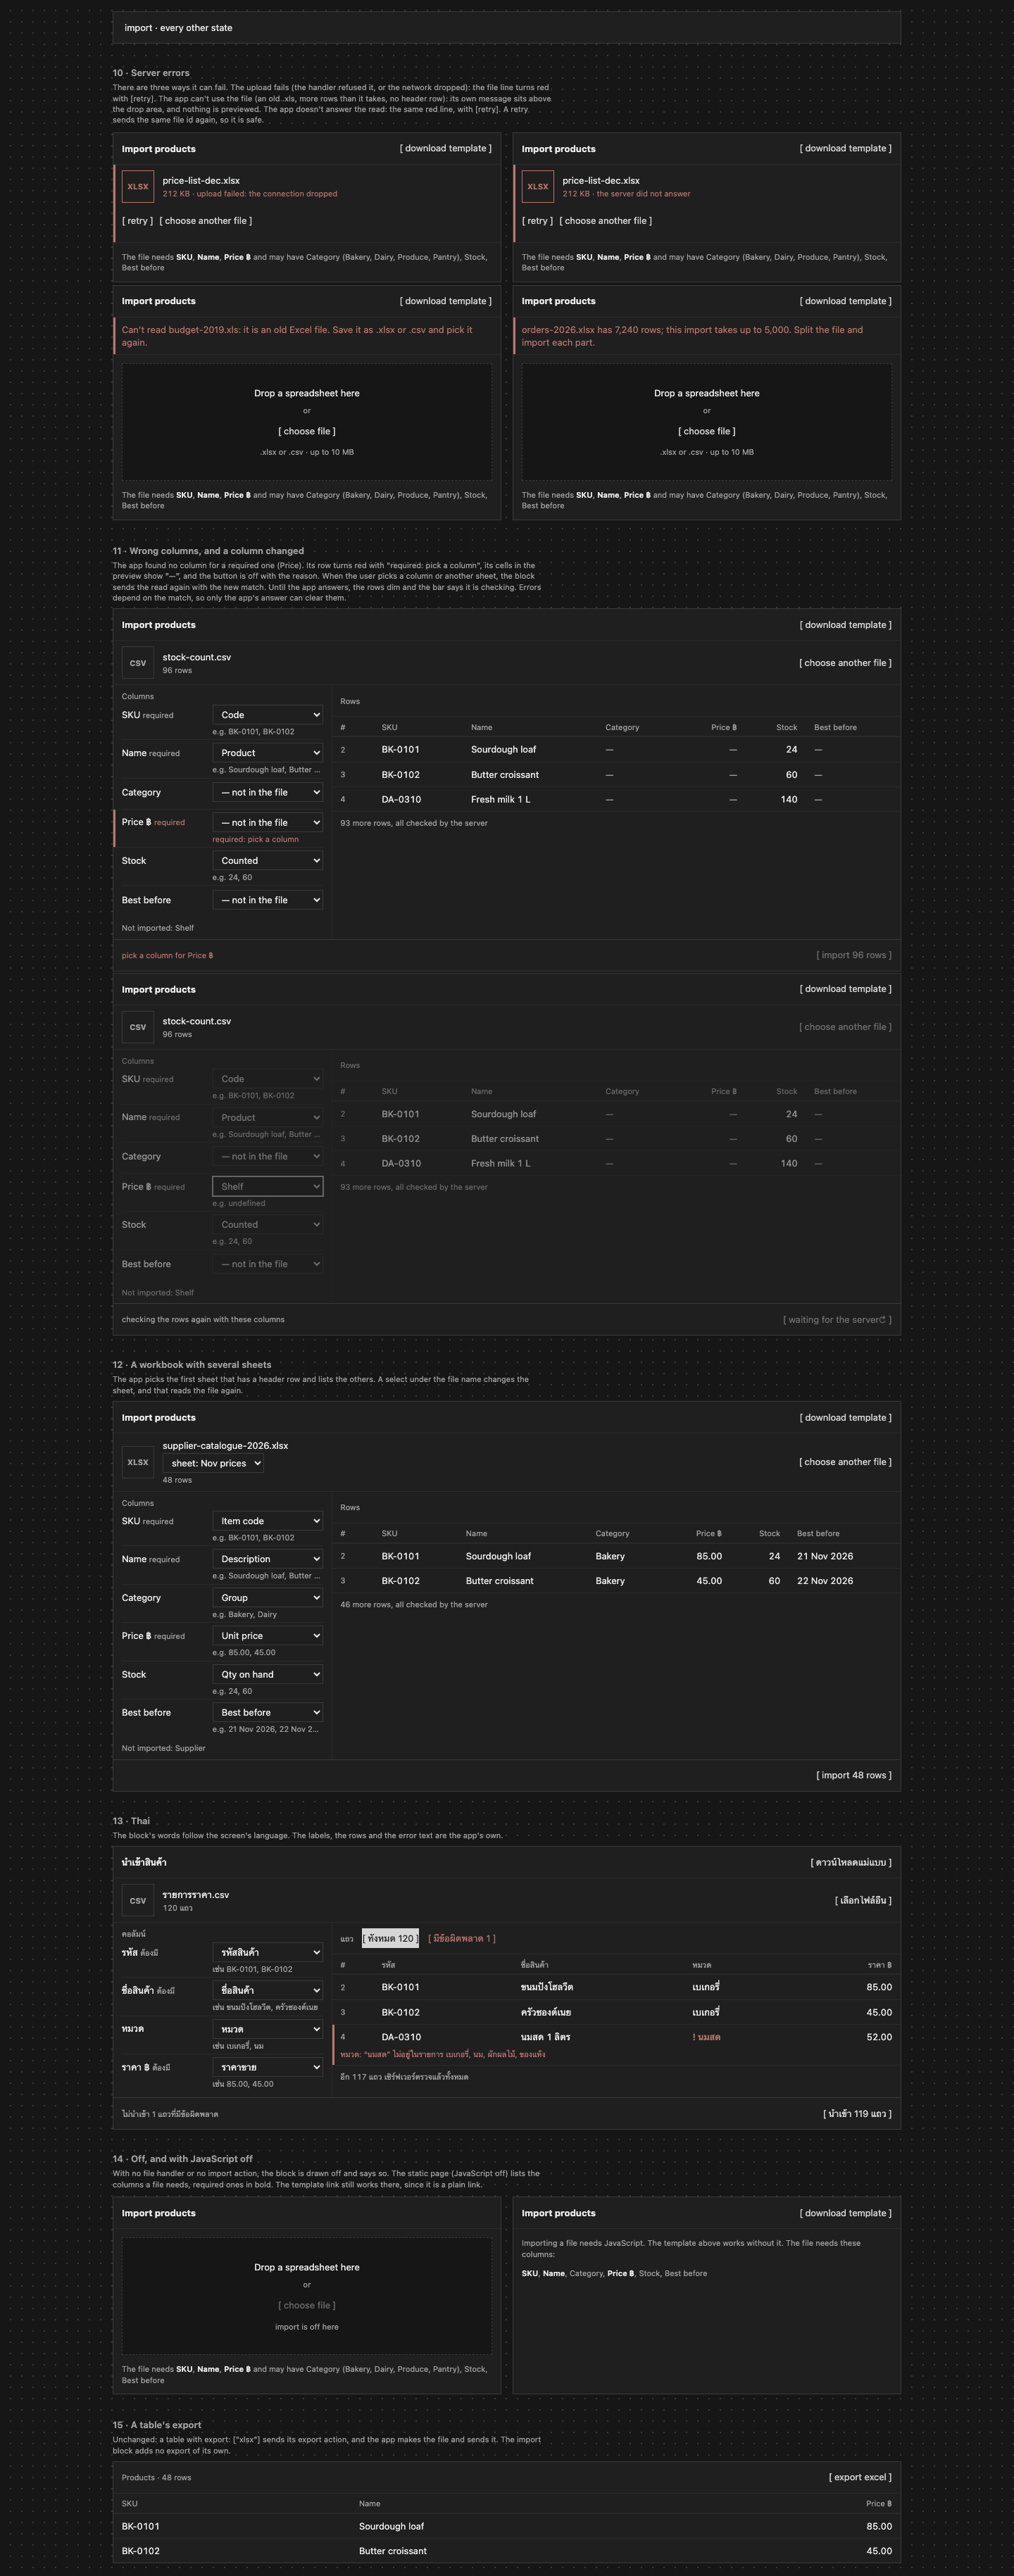 import · every other state
10 · Server errors
There are three ways it can fail. The upload fails (the handler refused it, or the network dropped): the file line turns red
with [retry]. The app can't use the file (an old .xls, more rows than it takes, no header row): its own message sits above
the drop area, and nothing is previewed. The app doesn't answer the read: the same red line, with [retry]. A retry
sends the same file id again, so it is safe.
Import products
[ download template ]
XLSX
price-list-dec.xlsx
212 KB · upload failed: the connection dropped
[ retry ] [ choose another file ]
The file needs SKU, Name, Price ฿ and may have Category (Bakery, Dairy, Produce, Pantry), Stock,
Best before
Import products
[ download template ]
XLSX
price-list-dec.xlsx
212 KB · the server did not answer
[ retry ] [ choose another file ]
The file needs SKU, Name, Price ฿ and may have Category (Bakery, Dairy, Produce, Pantry), Stock,
Best before
Import products
[ download template ]
Can't read budget-2019.xls: it is an old Excel file. Save it as .xlsx or .csv and pick it
again.
Drop a spreadsheet here
or
[ choose file ]
.xlsx or .csv · up to 10 MB
The file needs SKU, Name, Price ฿ and may have Category (Bakery, Dairy, Produce, Pantry), Stock,
Best before
Import products
[ download template ]
orders-2026.xlsx has 7,240 rows; this import takes up to 5,000. Split the file and
import each part.
Drop a spreadsheet here
or
[ choose file ]
.xlsx or .csv · up to 10 MB
The file needs SKU, Name, Price ฿ and may have Category (Bakery, Dairy, Produce, Pantry), Stock,
Best before
11 · Wrong columns, and a column changed
The app found no column for a required one (Price). Its row turns red with "required: pick a column", its cells in the
preview show "—", and the button is off with the reason. When the user picks a column or another sheet, the block
sends the read again with the new match. Until the app answers, the rows dim and the bar says it is checking. Errors
depend on the match, so only the app's answer can clear them.
Import products
[ download template ]
CSV
stock-count.csv
96 rows
[ choose another file ]
Columns
SKU required
Code
e.g. BK-0101, BK-0102
Name required
Product
e.g. Sourdough loaf, Butter ...
Category
— not in the file
Price ฿ required
— not in the file
required: pick a column
Stock
Counted
e.g. 24, 60
Best before
— not in the file
Not imported: Shelf
Rows
# SKU Name Category Price ฿ Stock Best before
2 BK-0101 Sourdough loaf — — 24 —
3 BK-0102 Butter croissant — — 60 —
4 DA-0310 Fresh milk 1 L — — 140 —
93 more rows, all checked by the server
pick a column for Price ฿
[ import 96 rows ]
Import products
[ download template ]
CSV
stock-count.csv
96 rows
[ choose another file ]
Columns
SKU required
Code
e.g. BK-0101, BK-0102
Name required
Product
e.g. Sourdough loaf, Butter ...
Category
— not in the file
Price ฿ required
Shelf
e.g. undefined
Stock
Counted
e.g. 24, 60
Best before
— not in the file
Not imported: Shelf
Rows
# SKU Name Category Price ฿ Stock Best before
2 BK-0101 Sourdough loaf — — 24 —
3 BK-0102 Butter croissant — — 60 —
4 DA-0310 Fresh milk 1 L — — 140 —
93 more rows, all checked by the server
checking the rows again with these columns
[ waiting for the server ]
12 · A workbook with several sheets
The app picks the first sheet that has a header row and lists the others. A select under the file name changes the
sheet, and that reads the file again.
Import products
[ download template ]
XLSX
supplier-catalogue-2026.xlsx
sheet: Nov prices
48 rows
[ choose another file ]
Columns
SKU required
Item code
e.g. BK-0101, BK-0102
Name required
Description
e.g. Sourdough loaf, Butter ...
Category
Group
e.g. Bakery, Dairy
Price ฿ required
Unit price
e.g. 85.00, 45.00
Stock
Qty on hand
e.g. 24, 60
Best before
Best before
e.g. 21 Nov 2026, 22 Nov 2...
Not imported: Supplier
Rows
# SKU Name Category Price ฿ Stock Best before
2 BK-0101 Sourdough loaf Bakery 85.00 24 21 Nov 2026
3 BK-0102 Butter croissant Bakery 45.00 60 22 Nov 2026
46 more rows, all checked by the server
[ import 48 rows ]
13 · Thai
The block's words follow the screen's language. The labels, the rows and the error text are the app's own.
นำเข้าสินค้า
[ ดาวน์โหลดแม่แบบ ]
CSV
รายการราคา.csv
120 แถว
[ เลือกไฟล์อื่น ]
คอลัมน์
รหัส ต้องมี
รหัสสินค้า
เช่น BK-0101, BK-0102
ชื่อสินค้า ต้องมี
ชื่อสินค้า
เช่น ขนมปังโฮลวีต, ครัวซองต์เนย
หมวด
หมวด
เช่น เบเกอรี่, นม
ราคา ฿ ต้องมี
ราคาขาย
เช่น 85.00, 45.00
แถว [ ทั้งหมด 120 ] [ มีข้อผิดพลาด 1 ]
# รหัส ชื่อสินค้า หมวด ราคา ฿
2 BK-0101 ขนมปังโฮลวีต เบเกอรี่ 85.00
3 BK-0102 ครัวซองต์เนย เบเกอรี่ 45.00
4 DA-0310 นมสด 1 ลิตร ! นมสด 52.00
หมวด: "นมสด" ไม่อยู่ในรายการ เบเกอรี่, นม, ผักผลไม้, ของแห้ง
อีก 117 แถว เซิร์ฟเวอร์ตรวจแล้วทั้งหมด
ไม่นำเข้า 1 แถวที่มีข้อผิดพลาด
[ นำเข้า 119 แถว ]
14 · Off, and with JavaScript off
With no file handler or no import action, the block is drawn off and says so. The static page (JavaScript off) lists the
columns a file needs, required ones in bold. The template link still works there, since it is a plain link.
Import products
Drop a spreadsheet here
or
[ choose file ]
import is off here
The file needs SKU, Name, Price ฿ and may have Category (Bakery, Dairy, Produce, Pantry), Stock,
Best before
Import products
[ download template ]
Importing a file needs JavaScript. The template above works without it. The file needs these
columns:
SKU, Name, Category, Price ฿, Stock, Best before
15 · A table's export
Unchanged: a table with export: ["xlsx"] sends its export action, and the app makes the file and sends it. The import
block adds no export of its own.
Products · 48 rows
[ export excel ]
SKU Name Price ฿
BK-0101 Sourdough loaf 85.00
BK-0102 Butter croissant 45.00